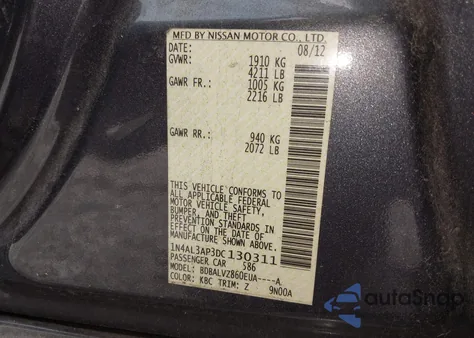 MFD BY NISSAN MOTOR CO., LTD.
DATE: 08/12
GVWR: 1910 KG
4211 LB
GAWR FR.: 1005 KG
2216 LB
GAWR RR.: 940 KG
2072 LB
THIS VEHICLE CONFORMS TO
ALL APPLICABLE FEDERAL
MOTOR VEHICLE SAFETY,
BUMPER, AND THEFT
PREVENTION STANDARDS IN
EFFECT ON THE DATE OF
MANUFACTURE SHOWN ABOVE.
1N4AL3AP3DC130311
PASSENGER CAR 586
MODEL: BDBALVZ860EUA----A
COLOR: KBC TRIM: Z 9N00A
autoSnap